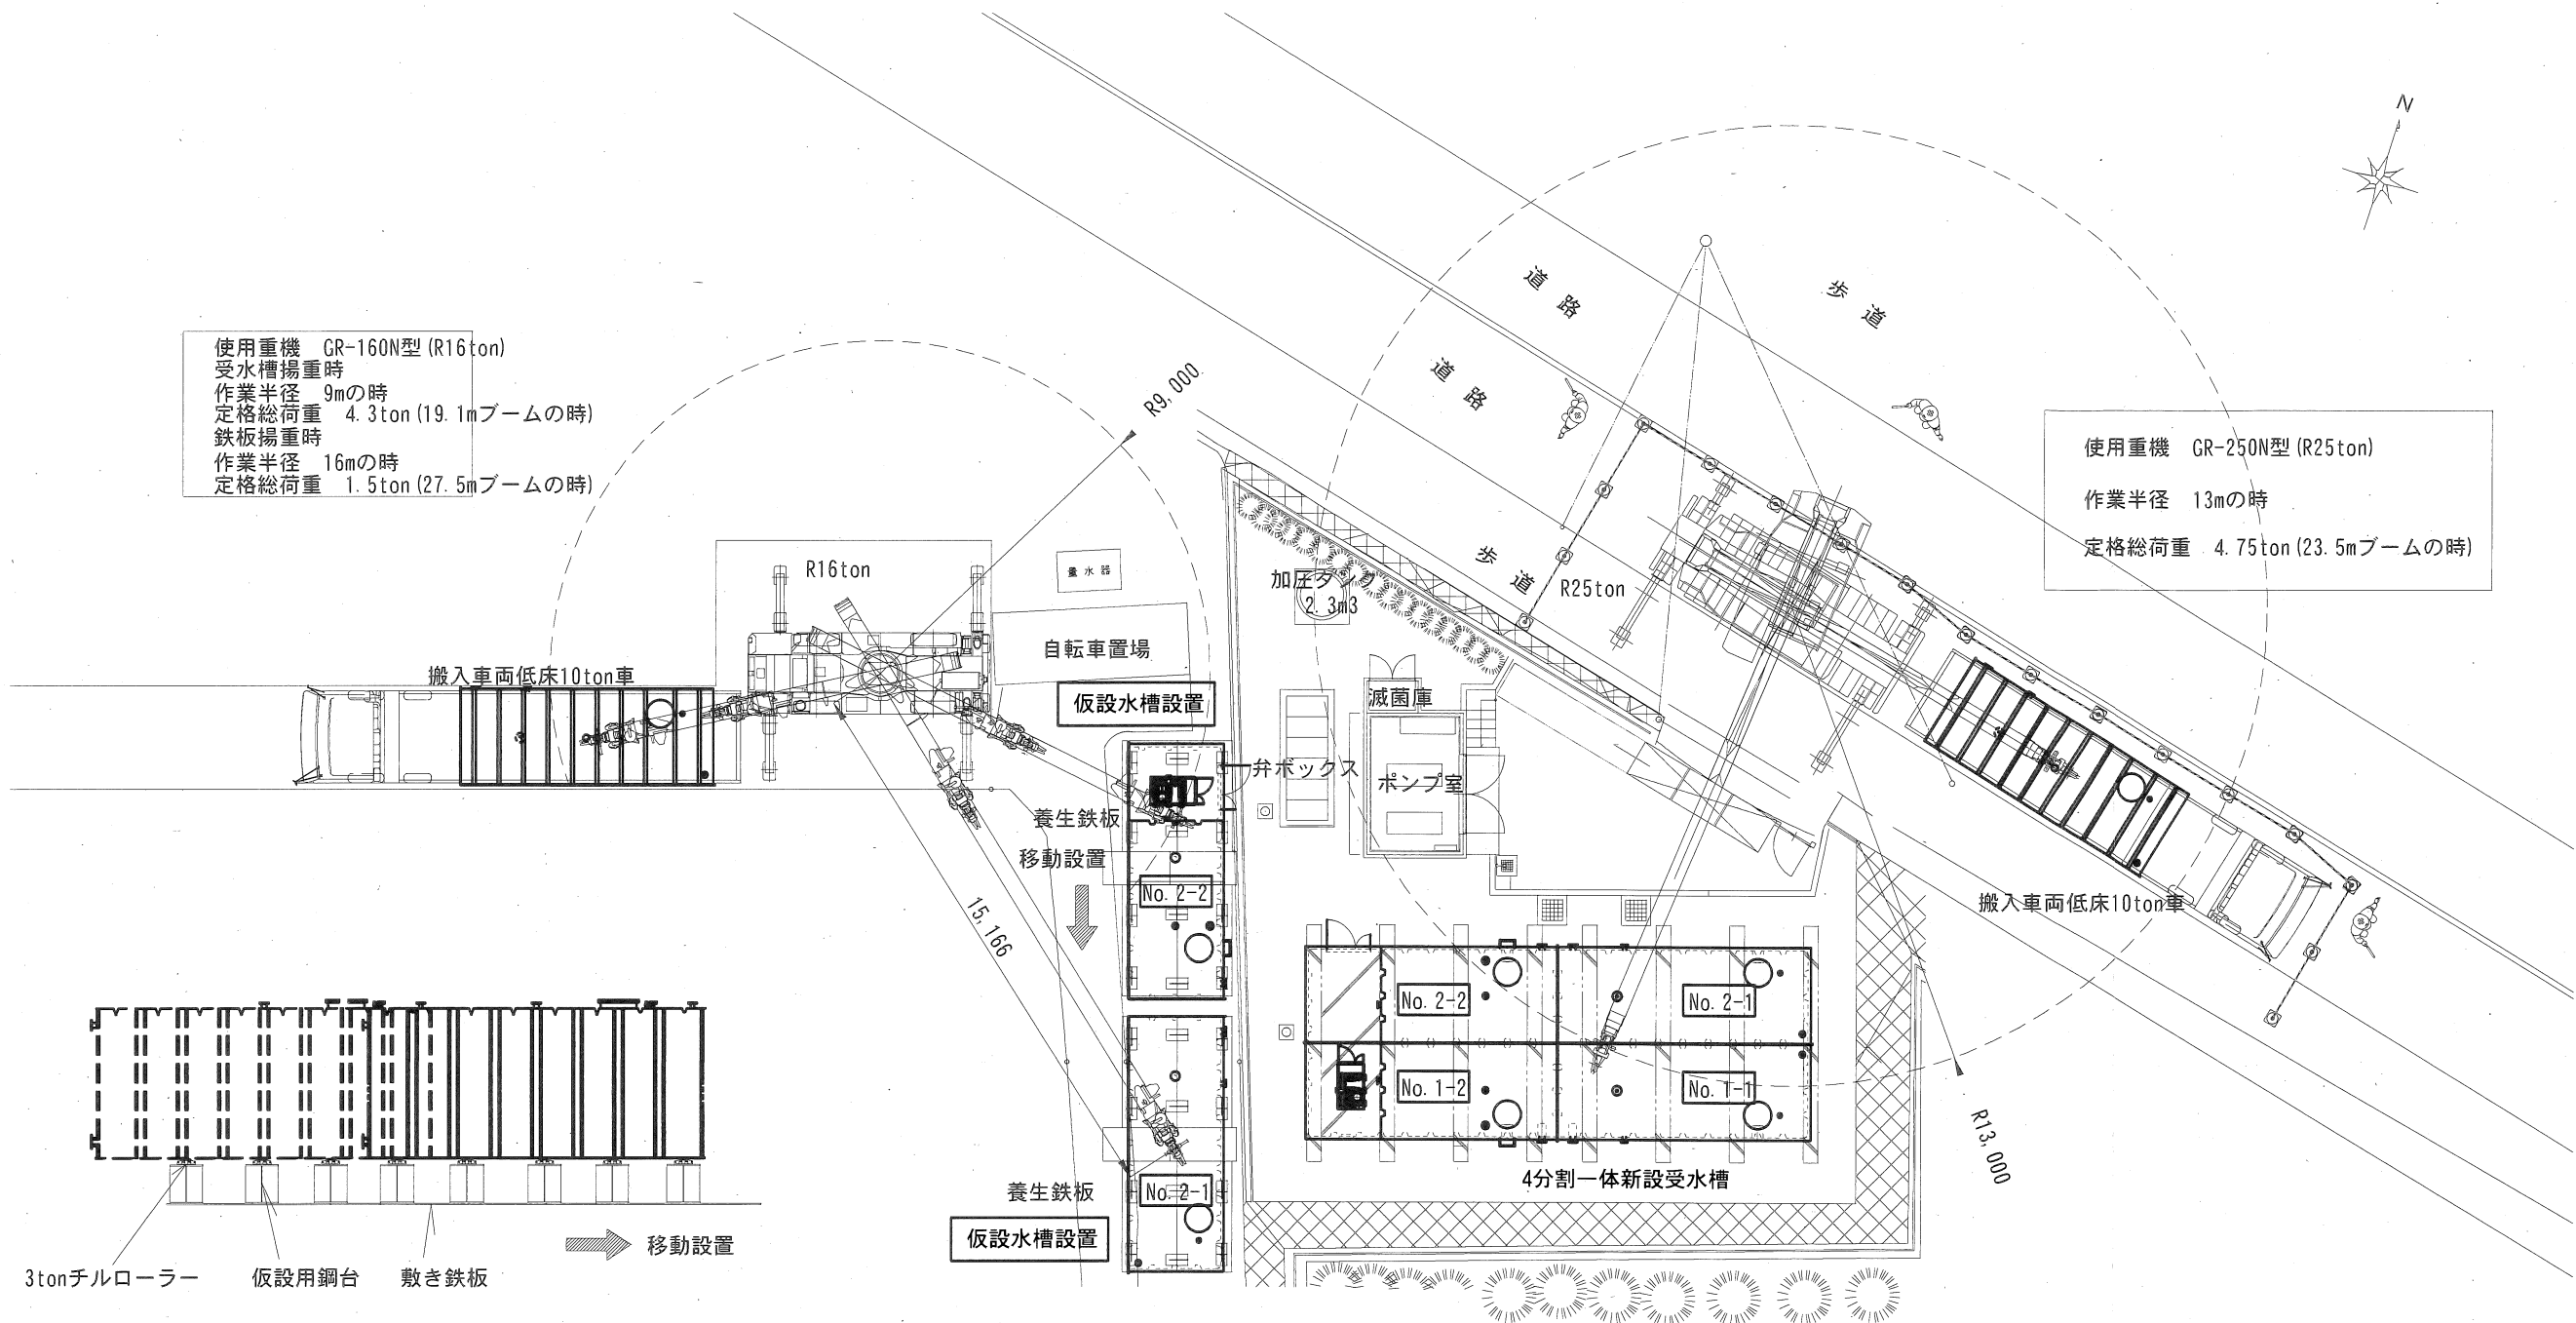 N
使用重機 GR-160N型(R16ton)
受水槽揚重時
作業半径 9mの時
定格総荷重 4.3ton(19.1mブームの時)
鉄板揚重時
作業半径 16mの時
定格総荷重 1.5ton(27.5mブームの時)
R9,000
道路
歩道
道路
歩道
使用重機 GR-250N型(R25ton)
作業半径 13mの時
定格総荷重 4.75ton(23.5mブームの時)
R16ton
量水器
自転車置場
搬入車両低床10ton車
仮設水槽設置
加圧タンク
2.3m3
R25ton
滅菌庫
弁ボックス
ポンプ室
養生鉄板
移動設置
No.2-2
15,166
搬入車両低床10ton車
No.2-2
No.2-1
No.1-2
No.1-1
R13,000
4分割一体新設受水槽
養生鉄板
No.2-1
仮設水槽設置
移動設置
3tonチルローラー
仮設用鋼台
敷き鉄板